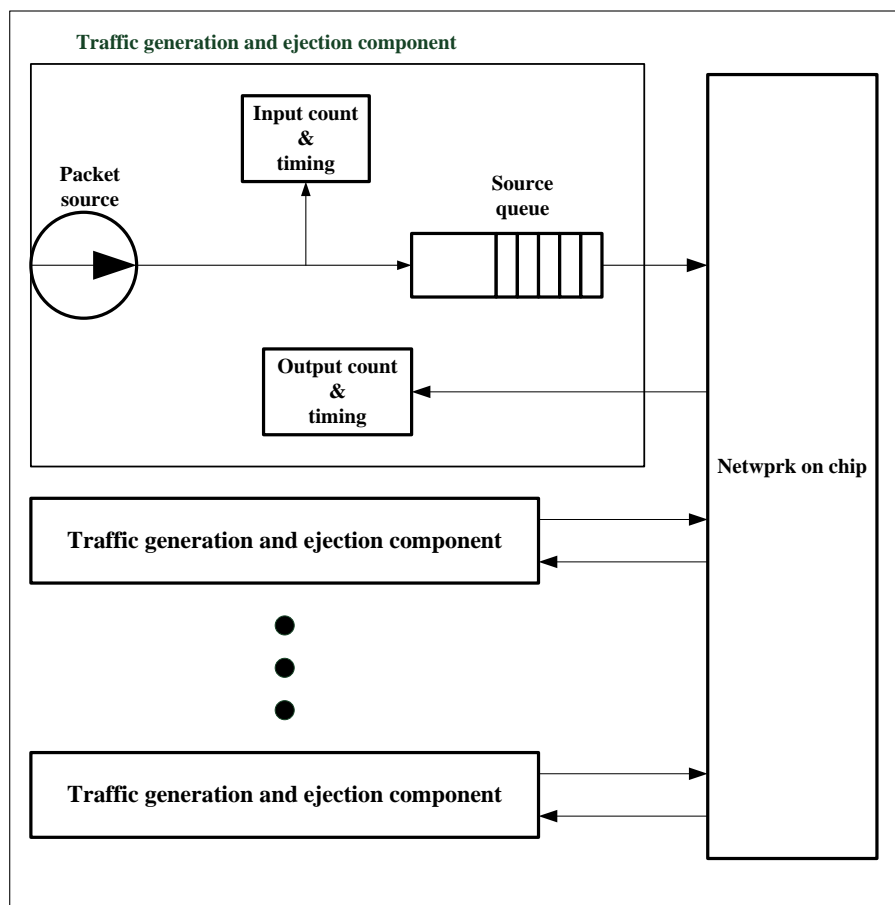 Traffic generation and ejection component
Input count
&
timing
Packet
source
Source
queue
Output count
&
timing
Netwprk on chip
Traffic generation and ejection component
Traffic generation and ejection component